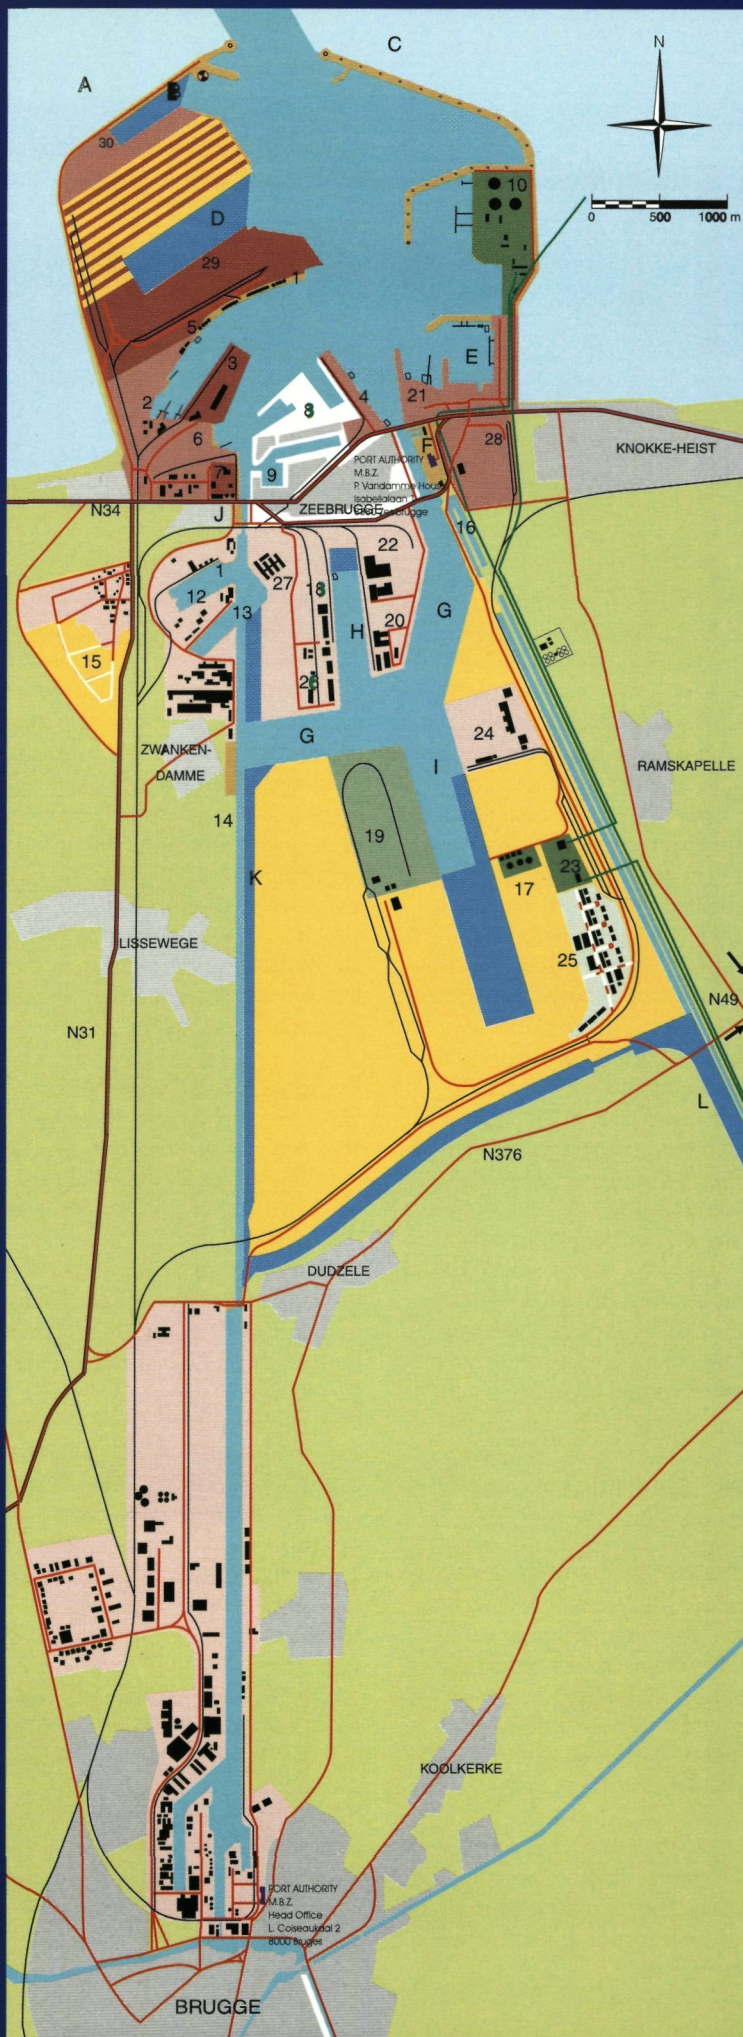 N
C
A
B
30
10
0 500 1000 m
D
29
1
5
E
3
2
4
21
8
6
F
28
KNOKKE-HEIST
7
9
PORT AUTHORITY
M.B.Z.
P. Vandamme House
Isabellalaan 1
ZEEBRUGGE
N34
J
16
22
1
27
12
18
13
G
H
20
15
26
24
G
ZWANKEN-
DAMME
I
RAMSKAPELLE
14
19
23
17
K
LISSEWEGE
25
N49
N31
L
N376
DUDZELE
KOOLKERKE
PORT AUTHORITY
M.B.Z.
Head Office
L. Coiseaukaai 2
8000 Bruges
BRUGGE